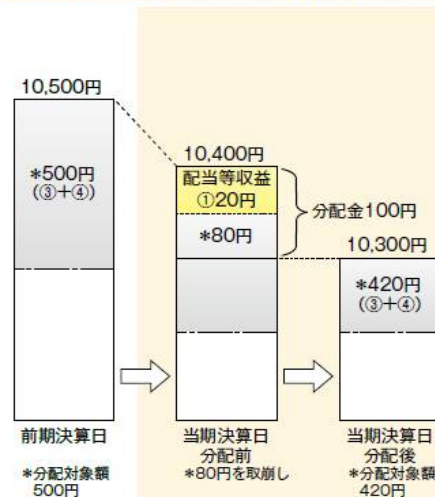 10,500円
*500円
(③+④)
10,400円
配当等収益
①20円
*80円
分配金100円
10,300円
*420円
(③+④)
前期決算日
*分配対象額
500円
当期決算日
分配前
*80円を取崩し
当期決算日
分配後
*分配対象額
420円